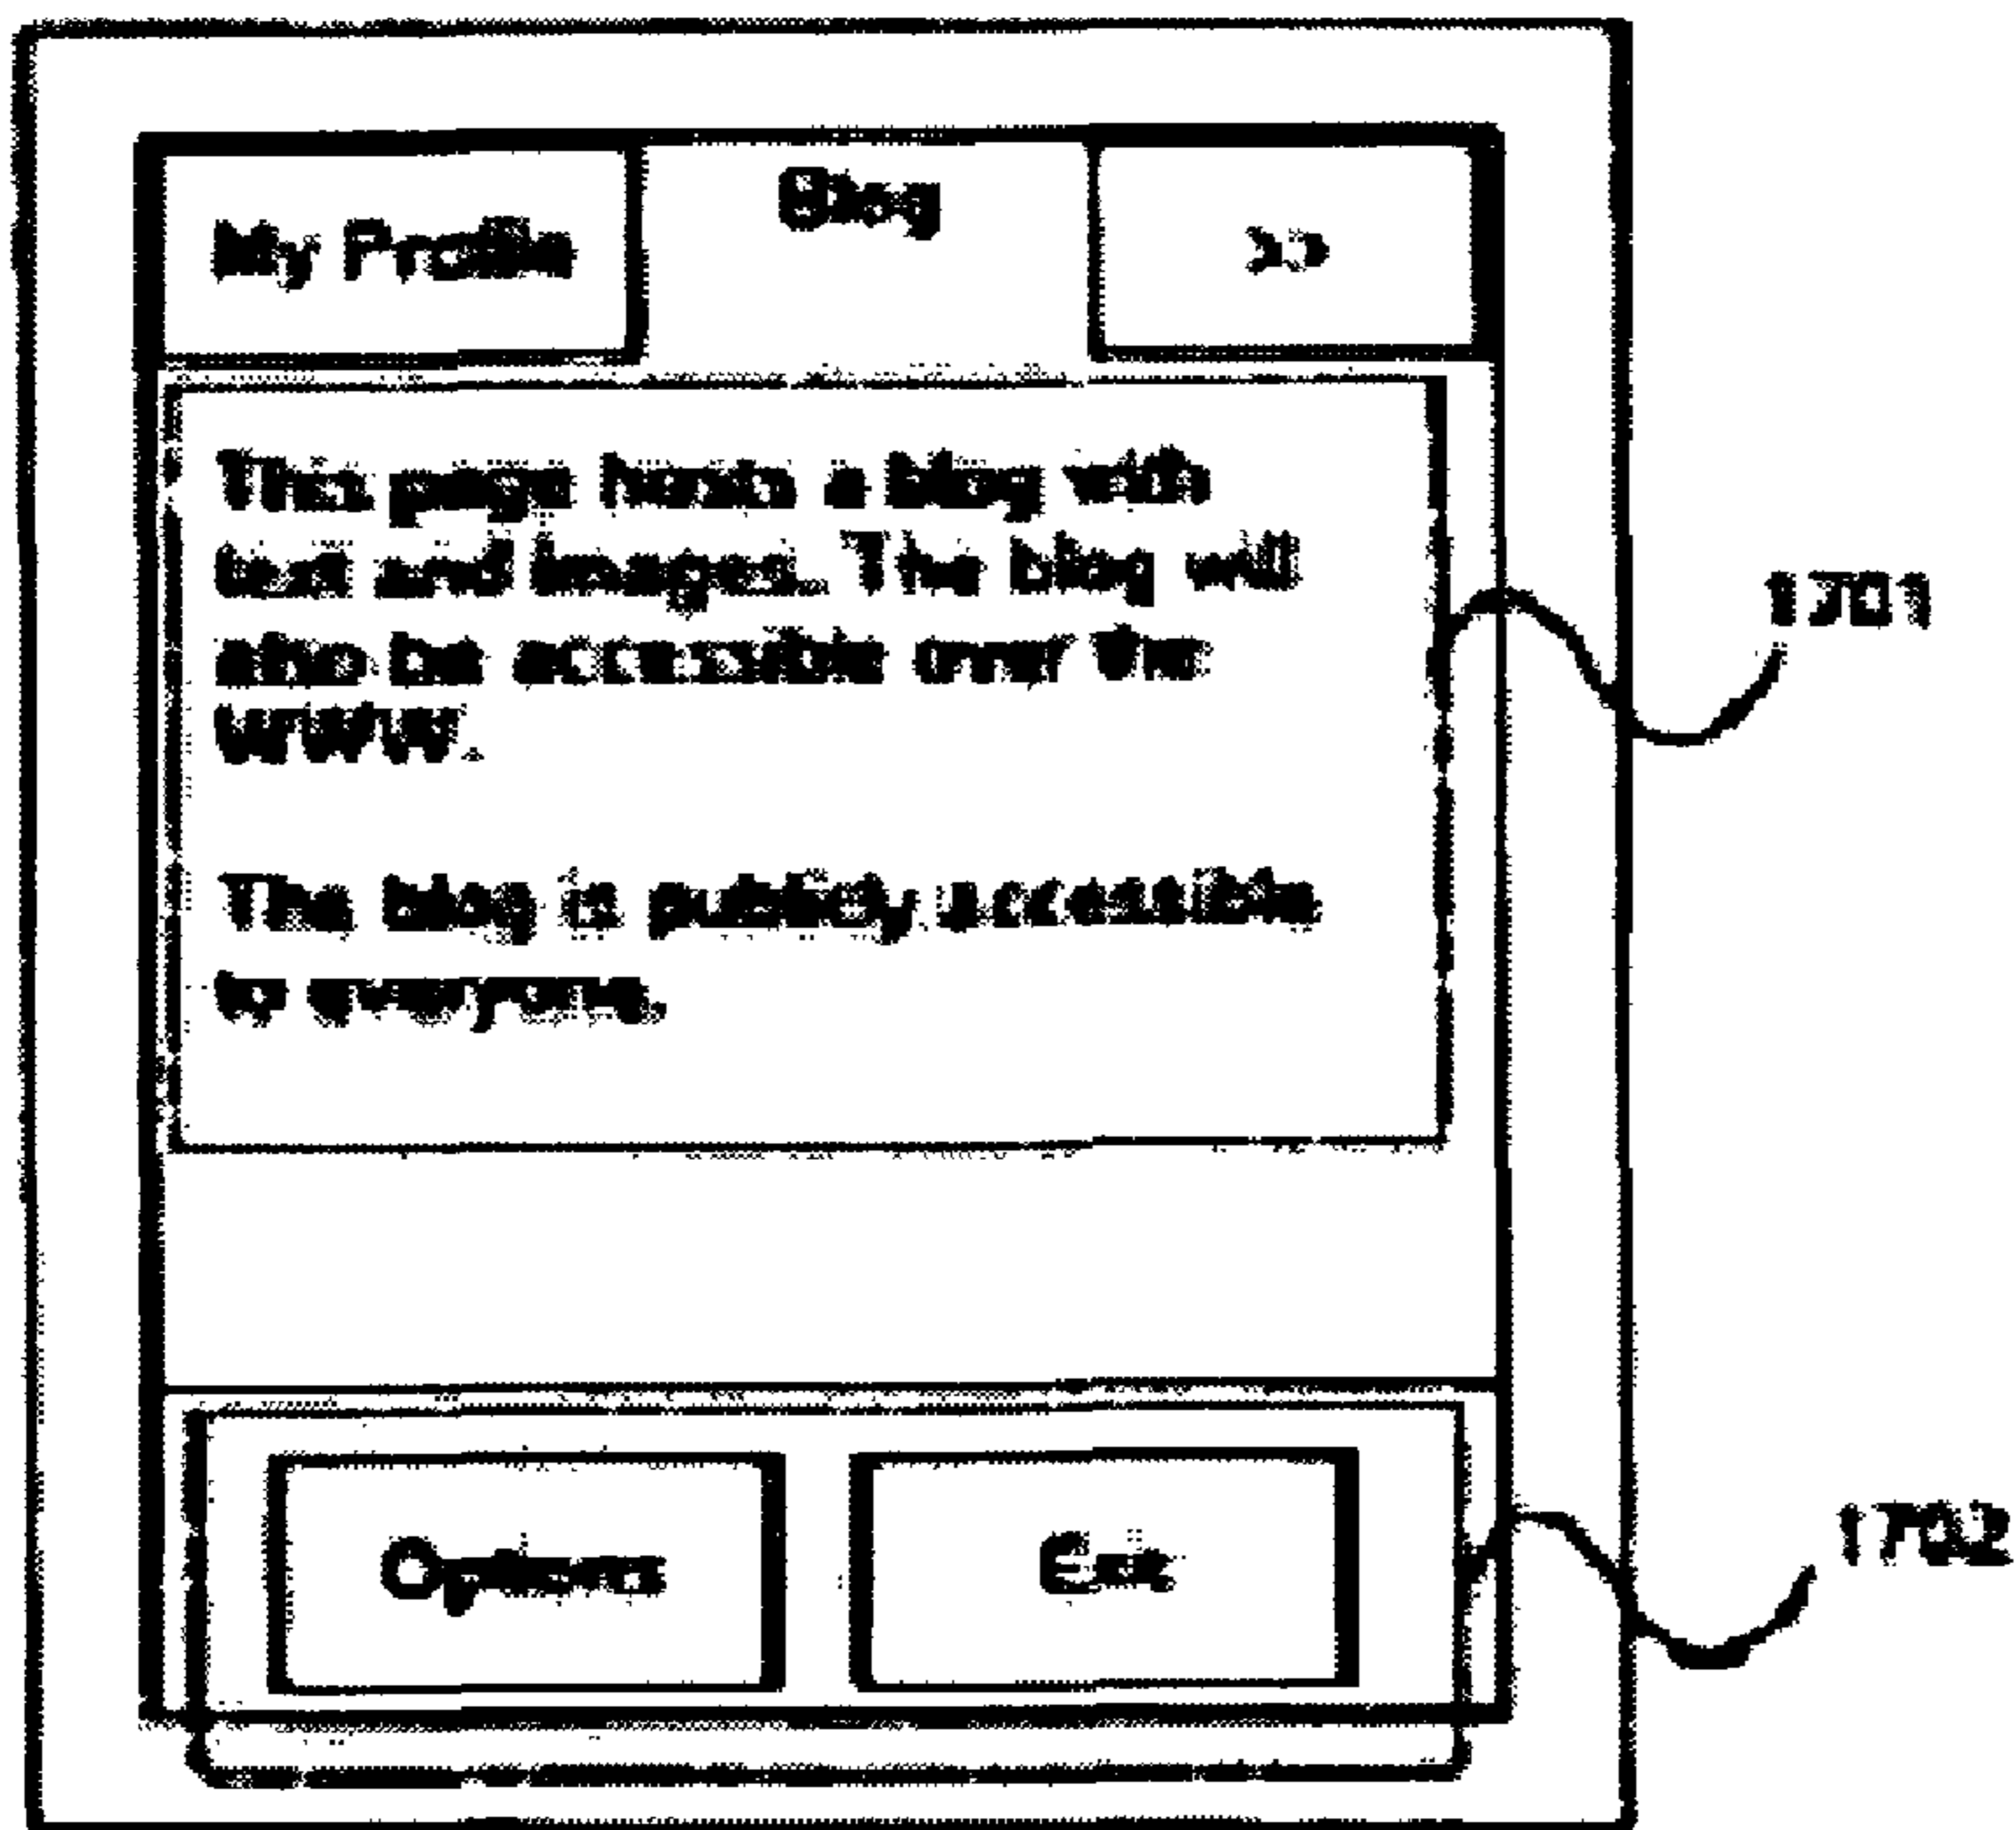 My Profile
Blog
>>
This page hosts a blog with
text and images. The blog will
also be accessible over the
WWW.
The blog is publicly accessible
to everyone.
Options
Exit
1701
1702